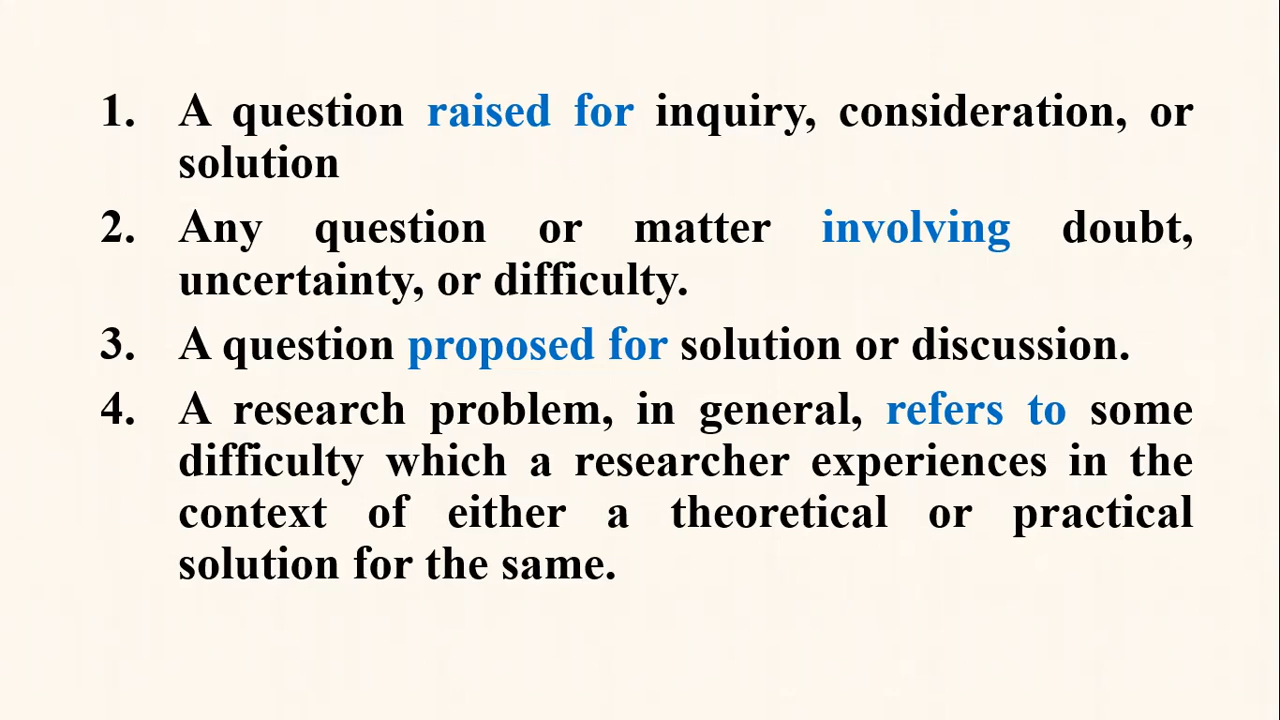 1. A question raised for inquiry, consideration, or
solution
2. Any question or matter involving doubt,
uncertainty, or difficulty.
3. A question proposed for solution or discussion.
4. A research problem, in general, refers to some
difficulty which a researcher experiences in the
context of either a theoretical or practical
solution for the same.